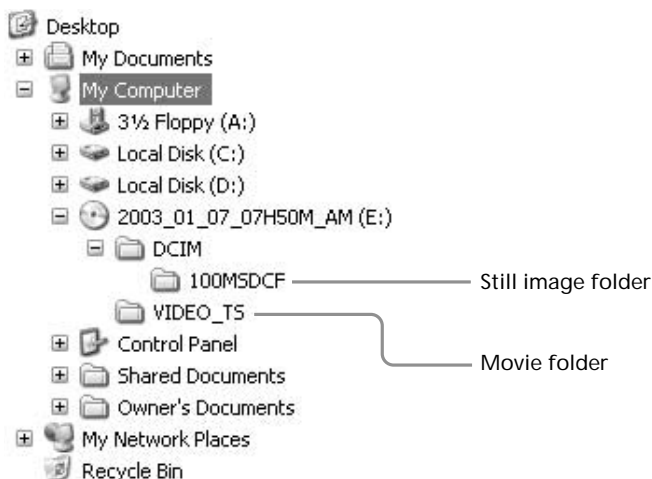 Desktop
My Documents
My Computer
3½ Floppy (A:)
Local Disk (C:)
Local Disk (D:)
2003_01_07_07H50M_AM (E:)
DCIM
100MSDCF
Still image folder
VIDEO_TS
Control Panel
Movie folder
Shared Documents
Owner's Documents
My Network Places
Recycle Bin